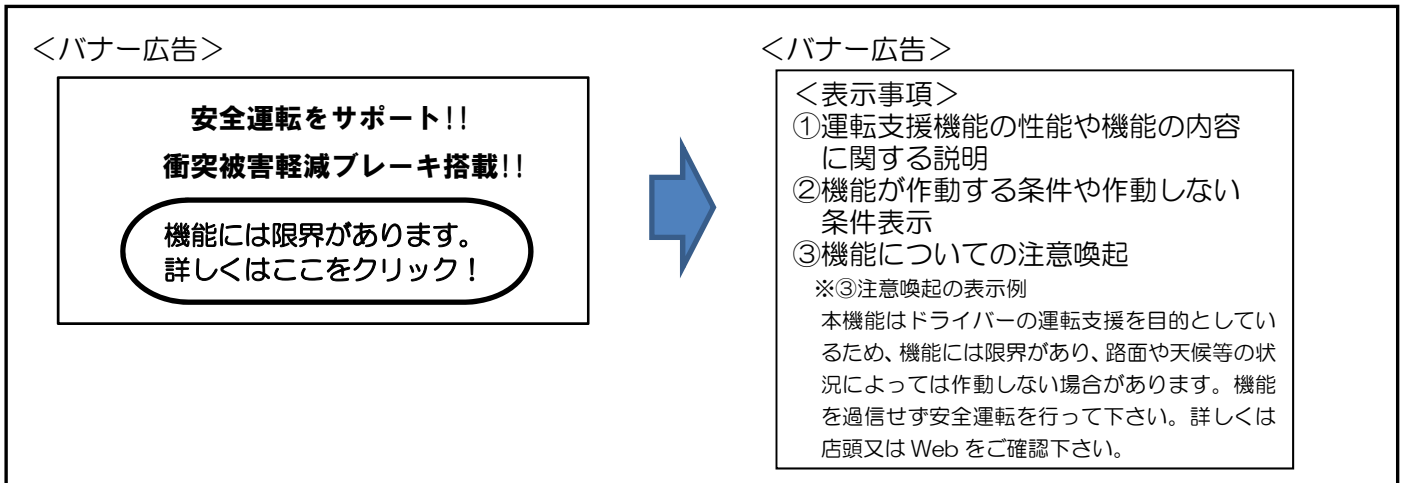 ＜バナー広告＞
安全運転をサポート!!
衝突被害軽減ブレーキ搭載!!
機能には限界があります。
詳しくはここをクリック！
＜バナー広告＞
＜表示事項＞
①運転支援機能の性能や機能の内容
に関する説明
②機能が作動する条件や作動しない
条件表示
③機能についての注意喚起
※③注意喚起の表示例
本機能はドライバーの運転支援を目的としてい
るため、機能には限界があり、路面や天候等の状
況によっては作動しない場合があります。機能
を過信せず安全運転を行って下さい。詳しくは
店頭又は Web をご確認下さい。